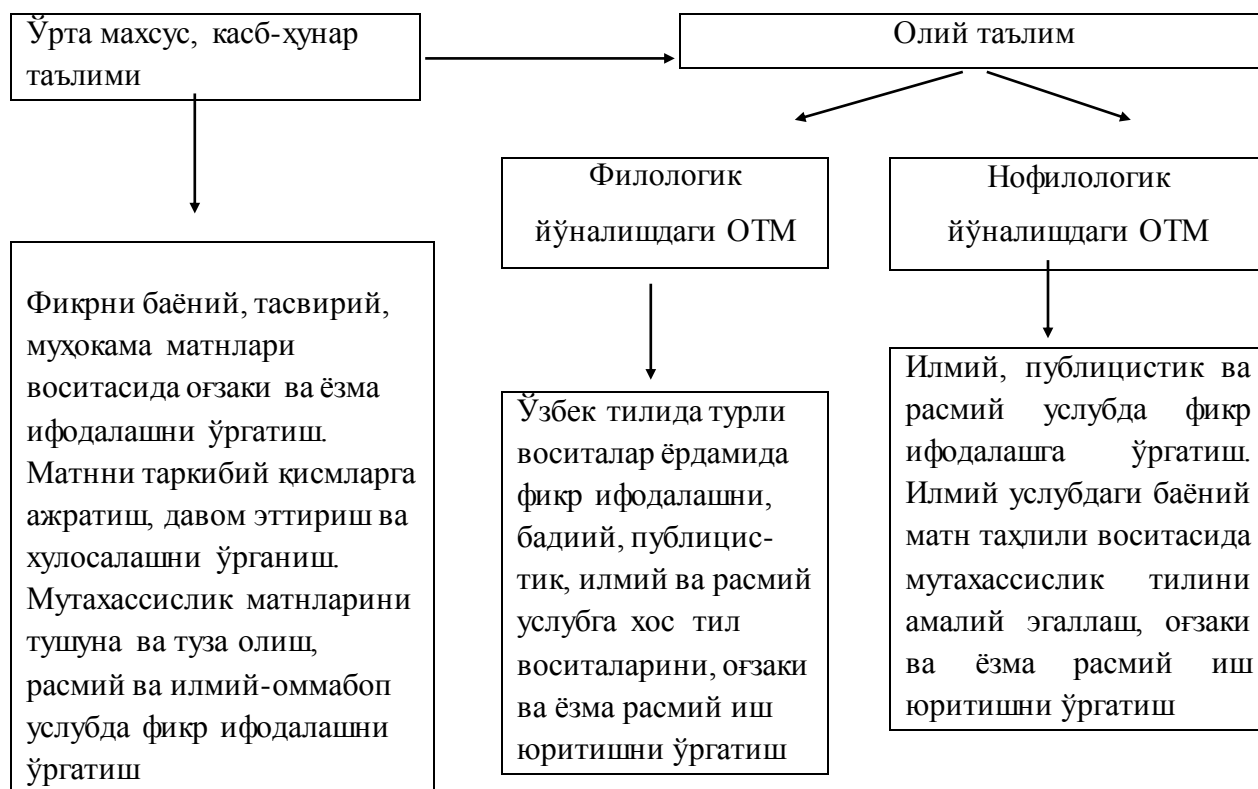 Ўрта махсус, касб-ҳунар
таълими
Олий таълим
Филологик
йўналишдаги ОТМ
Нофилологик
йўналишдаги ОТМ
Фикрни баёний, тасвирий,
муҳокама матнлари
воситасида оғзаки ва ёзма
ифодалашни ўргатиш.
Матнни таркибий қисмларга
ажратиш, давом эттириш ва
хулосалашни ўрганиш.
Мутахассислик матнларини
тушуна ва туза олиш,
расмий ва илмий-оммабоп
услубда фикр ифодалашни
ўргатиш
Ўзбек тилида турли
воситалар ёрдамида
фикр ифодалашни,
бадиий, публицис-
тик, илмий ва расмий
услубга хос тил
воситаларини, оғзаки
ва ёзма расмий иш
юритишни ўргатиш
Илмий, публицистик ва
расмий услубда фикр
ифодалашга ўргатиш.
Илмий услубдаги баёний
матн таҳлили воситасида
мутахассислик тилини
амалий эгаллаш, оғзаки
ва ёзма расмий иш
юритишни ўргатиш